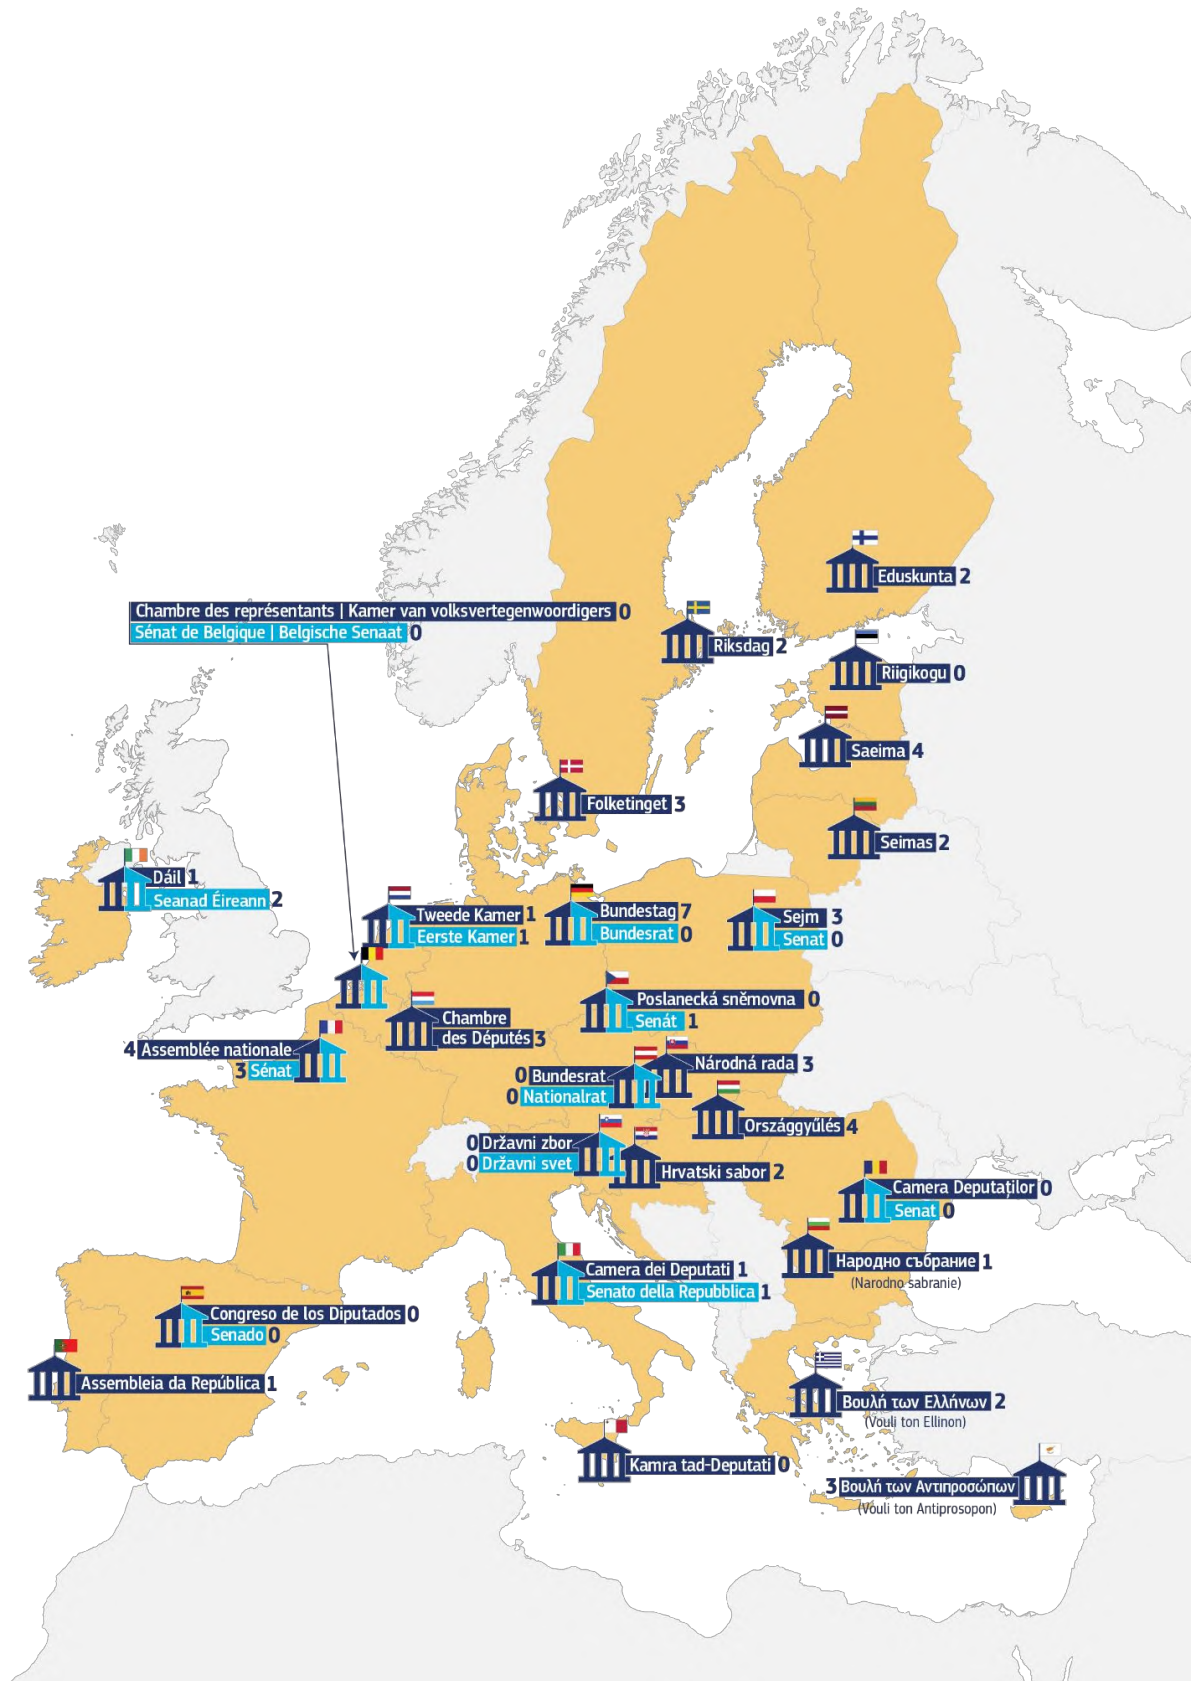 Eduskunta 2
Chambre des représentants | Kamer van volksvertegenwoordigers 0
Sénat de Belgique | Belgische Senaat 0
Riksdag 2
Riigikogu 0
Saeima 4
Folketinget 3
Seimas 2
Dáil 1
Seanad Éireann 2
Tweede Kamer 1
Eerste Kamer 1
Bundestag 7
Bundesrat 0
Sejm 3
Senat 0
Poslanecká sněmovna 0
Senát 1
Chambre
des Députés 3
4 Assemblée nationale
3 Sénat
Národná rada 3
0 Bundesrat
0 Nationalrat
Országgyűlés 4
0 Državni zbor
0 Državni svet
Hrvatski sabor 2
Camera Deputaților 0
Senat 0
Народно събрание 1
(Narodno sabranie)
Camera dei Deputati 1
Senato della Repubblica 1
Congreso de los Diputados 0
Senado 0
Assembleia da República 1
Βουλή των Ελλήνων 2
(Vouli ton Ellinon)
Kamra tad-Deputati 0
3 Βουλή των Αντιπροσώπων
(Vouli ton Antiprosopon)